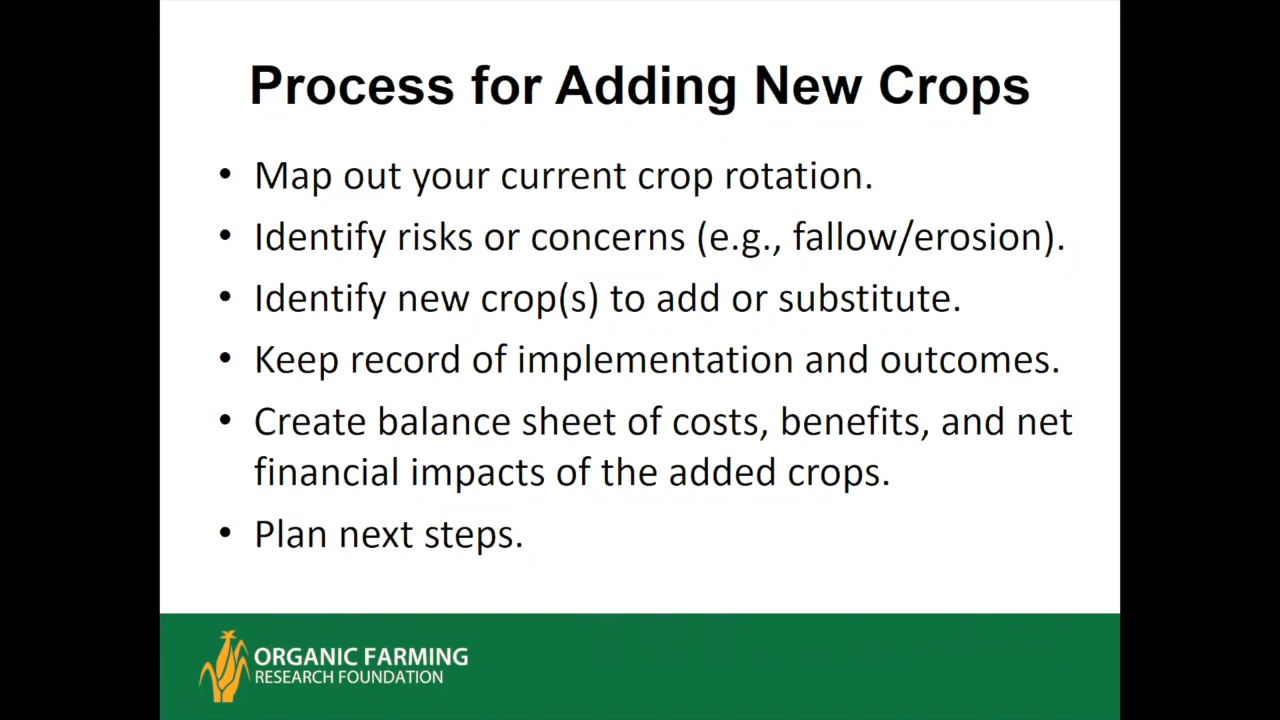 Process for Adding New Crops
• Map out your current crop rotation.
• Identify risks or concerns (e.g., fallow/erosion).
• Identify new crop(s) to add or substitute.
• Keep record of implementation and outcomes.
• Create balance sheet of costs, benefits, and net
financial impacts of the added crops.
• Plan next steps.
ORGANIC FARMING
RESEARCH FOUNDATION